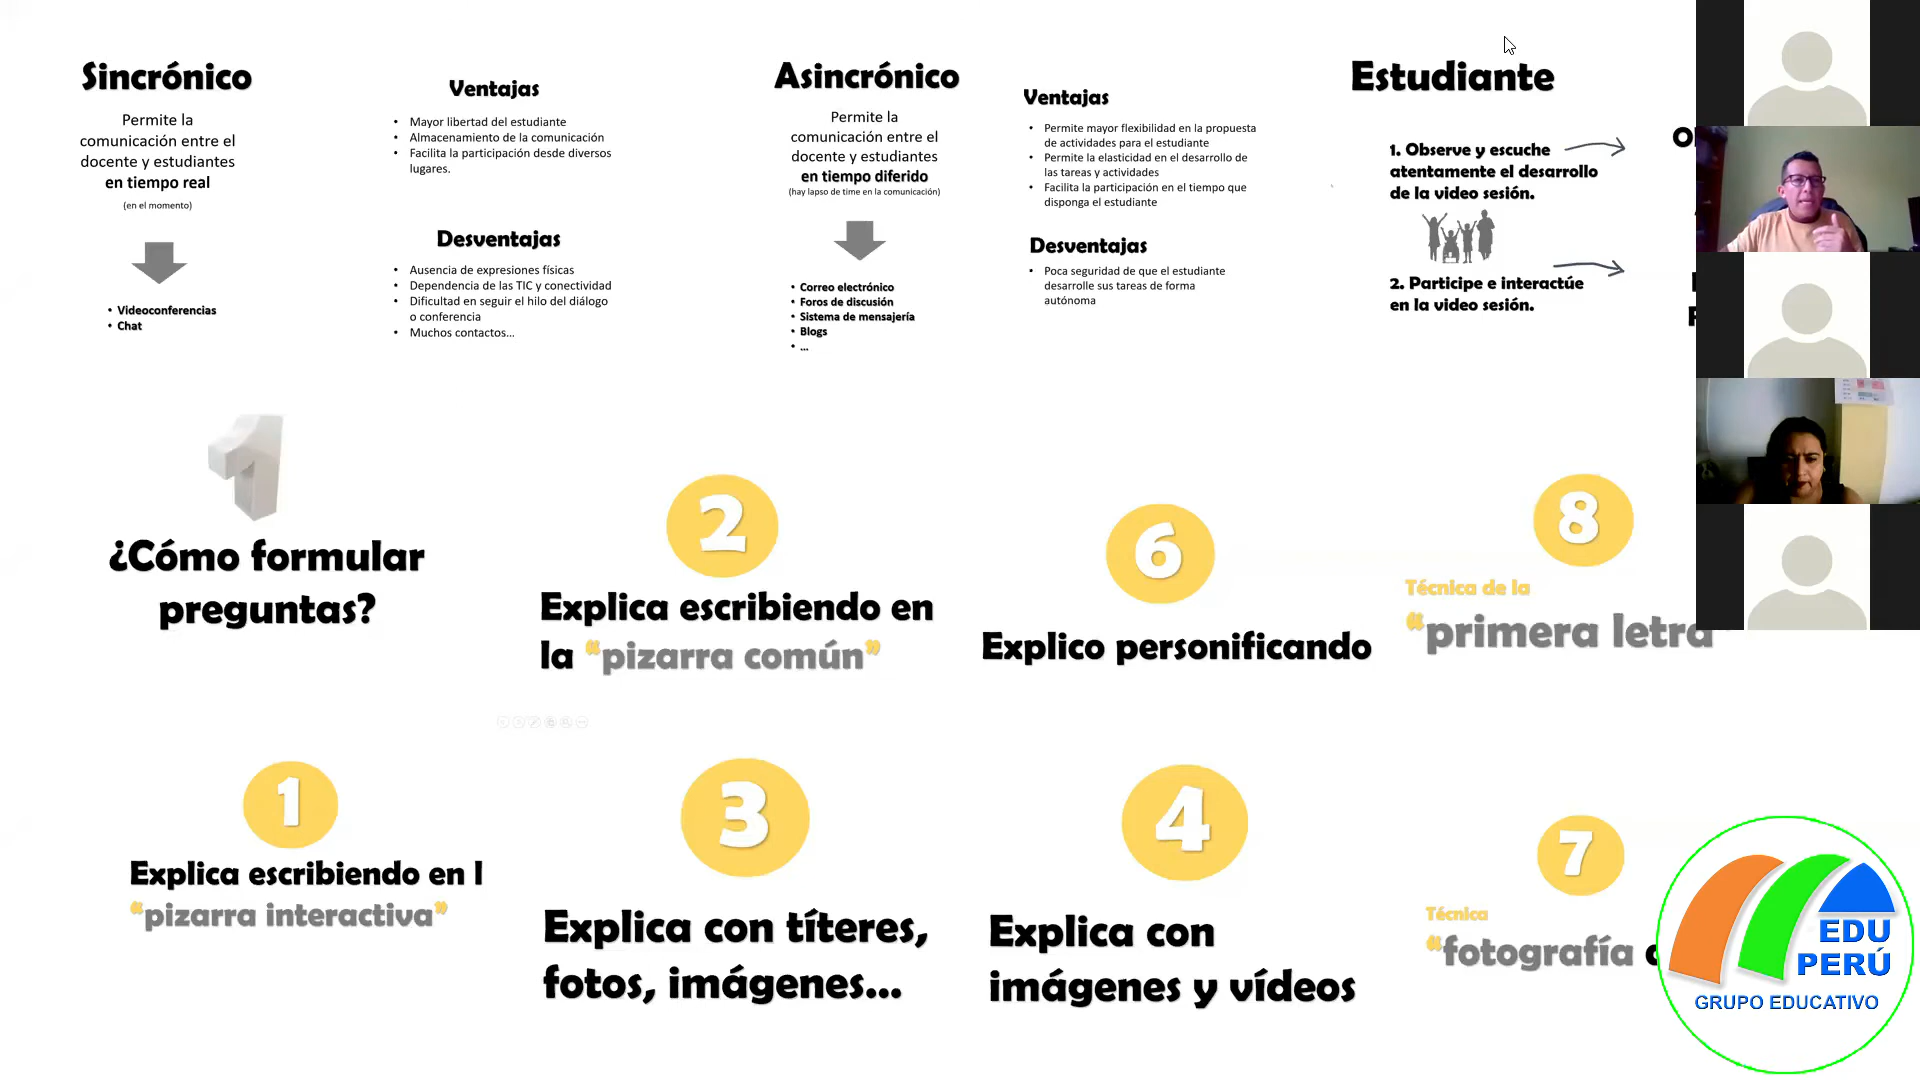 Sincrónico
Permite la
comunicación entre el
docente y estudiantes
en tiempo real
(en el momento)
• Videoconferencias
• Chat
Ventajas
• Mayor libertad del estudiante
• Almacenamiento de la comunicación
• Facilita la participación desde diversos
lugares.
Desventajas
• Ausencia de expresiones físicas
• Dependencia de las TIC y conectividad
• Dificultad en seguir el hilo del diálogo
o conferencia
• Muchos contactos...
Asincrónico
Permite la
comunicación entre el
docente y estudiantes
en tiempo diferido
(hay lapso de time en la comunicación)
• Correo electrónico
• Foros de discusión
• Sistema de mensajería
• Blogs
• ...
Ventajas
• Permite mayor flexibilidad en la propuesta
de actividades para el estudiante
• Permite la elasticidad en el desarrollo de
las tareas y actividades
• Facilita la participación en el tiempo que
disponga el estudiante
Desventajas
• Poca seguridad de que el estudiante
desarrolle sus tareas de forma
autónoma
Estudiante
1. Observe y escuche
atentamente el desarrollo
de la video sesión.
2. Participe e interactúe
en la video sesión.
1
¿Cómo formular
preguntas?
2
Explica escribiendo en
la “pizarra común”
6
Explico personificando
8
Técnica de la
“primera letra
1
Explica escribiendo en l
“pizarra interactiva”
3
Explica con títeres,
fotos, imágenes...
4
Explica con
imágenes y vídeos
7
Técnica
“fotografía
EDU
PERÚ
GRUPO EDUCATIVO